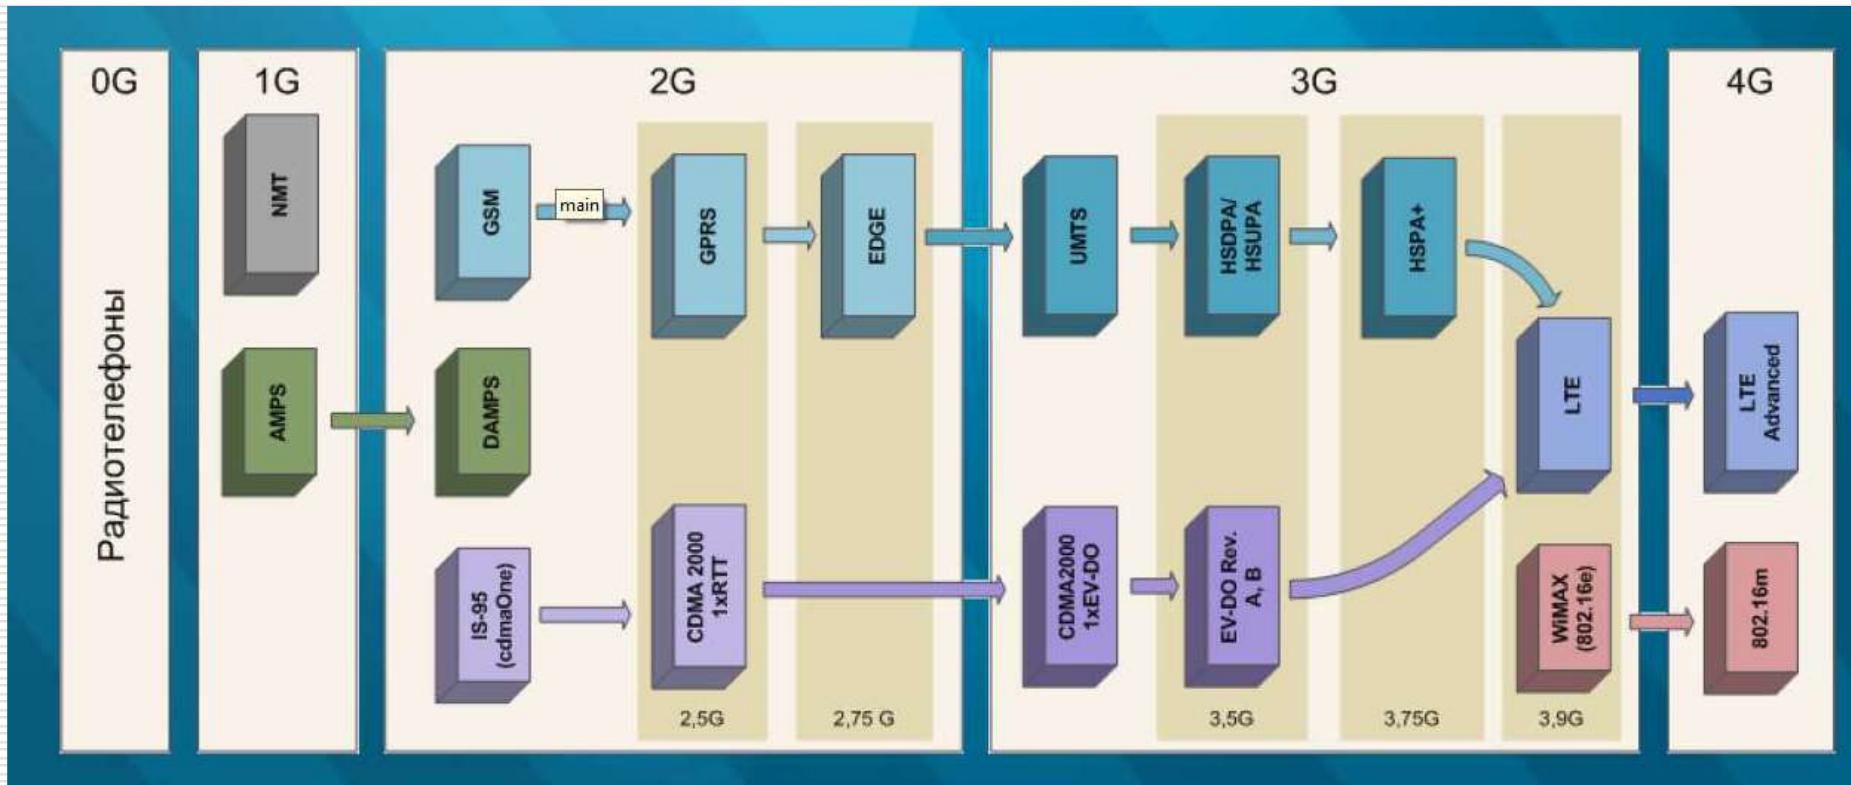 0G
Радиотелефоны
1G
NMT
AMPS
2G
GSM
main
DAMPS
IS-95
(cdmaOne)
GPRS
CDMA 2000
1xRTT
2,5G
EDGE
2,75 G
3G
UMTS
CDMA2000
1xEV-DO
HSDPA/
HSUPA
EV-DO Rev.
A, B
3,5G
HSPA+
3,75G
LTE
WiMAX
(802.16e)
3,9G
4G
LTE
Advanced
802.16m